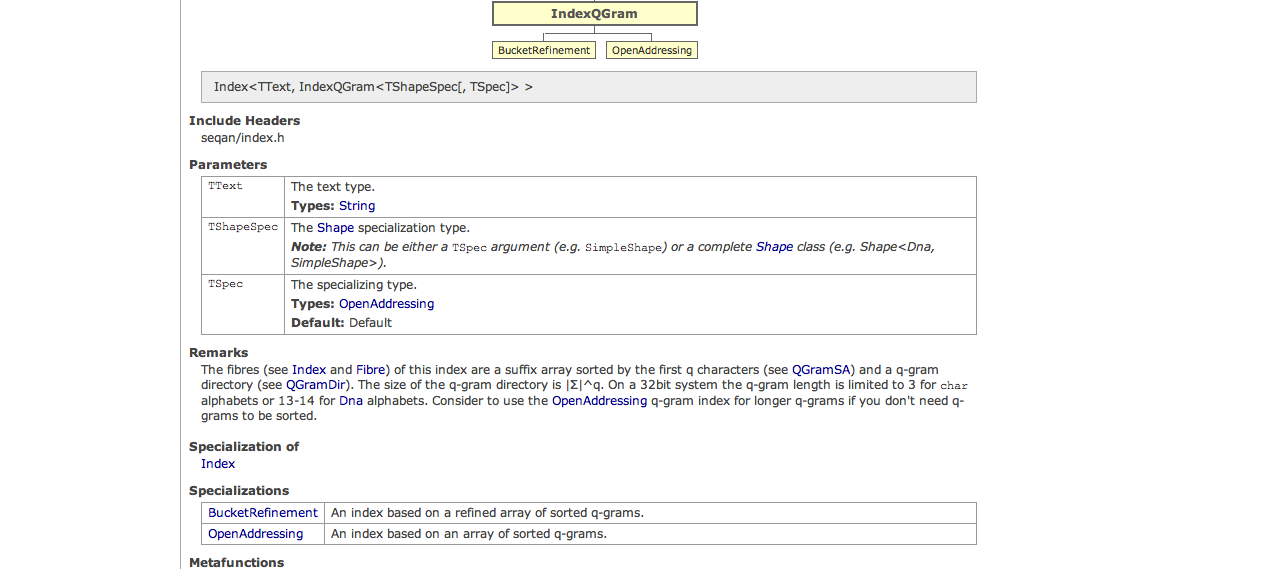 IndexQGram
BucketRefinement OpenAddressing
Index<TText, IndexQGram<TShapeSpec[, TSpec]> >
Include Headers
seqan/index.h
Parameters
TText The text type.
Types: String
TShapeSpec The Shape specialization type.
Note: This can be either a TSpec argument (e.g. SimpleShape) or a complete Shape class (e.g. Shape<Dna,
SimpleShape>).
TSpec The specializing type.
Types: OpenAddressing
Default: Default
Remarks
The fibres (see Index and Fibre) of this index are a suffix array sorted by the first q characters (see QGramSA) and a q-gram
directory (see QGramDir). The size of the q-gram directory is |Σ|^q. On a 32bit system the q-gram length is limited to 3 for char
alphabets or 13-14 for Dna alphabets. Consider to use the OpenAddressing q-gram index for longer q-grams if you don't need q-
grams to be sorted.
Specialization of
Index
Specializations
BucketRefinement An index based on a refined array of sorted q-grams.
OpenAddressing An index based on an array of sorted q-grams.
Metafunctions